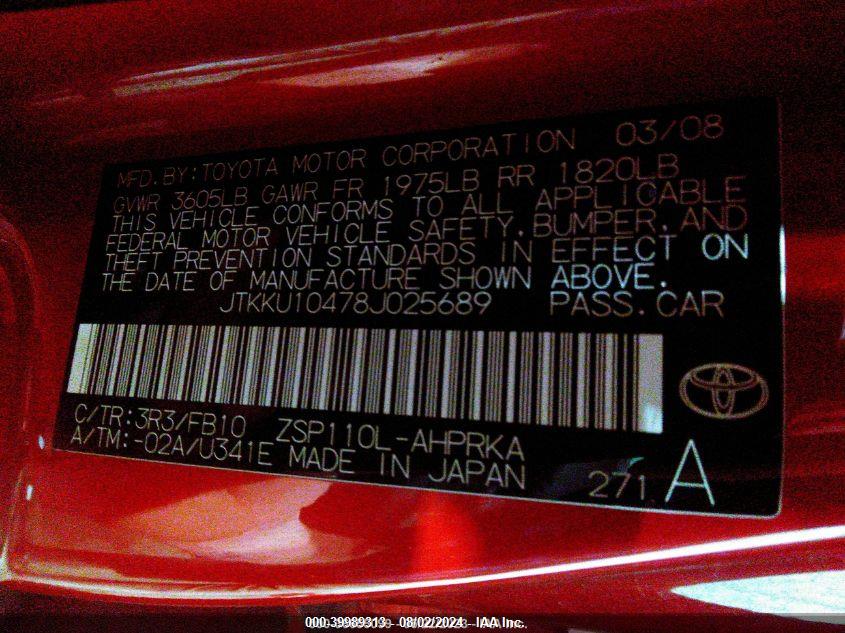 MFD. BY: TOYOTA MOTOR CORPORATION 03/08
GVWR 3605LB GAWR FR 1975LB RR 1820LB
THIS VEHICLE CONFORMS TO ALL APPLICABLE
FEDERAL MOTOR VEHICLE SAFETY, BUMPER, AND
THEFT PREVENTION STANDARDS IN EFFECT ON
THE DATE OF MANUFACTURE SHOWN ABOVE.
JTKKU10478J025689 PASS. CAR
C/TR: 3R3/FB10 ZSP110L-AHPRKA
A/TM: -02A/U341E MADE IN JAPAN
271 A
000-39989313 - 08/02/2024 - IAA Inc.